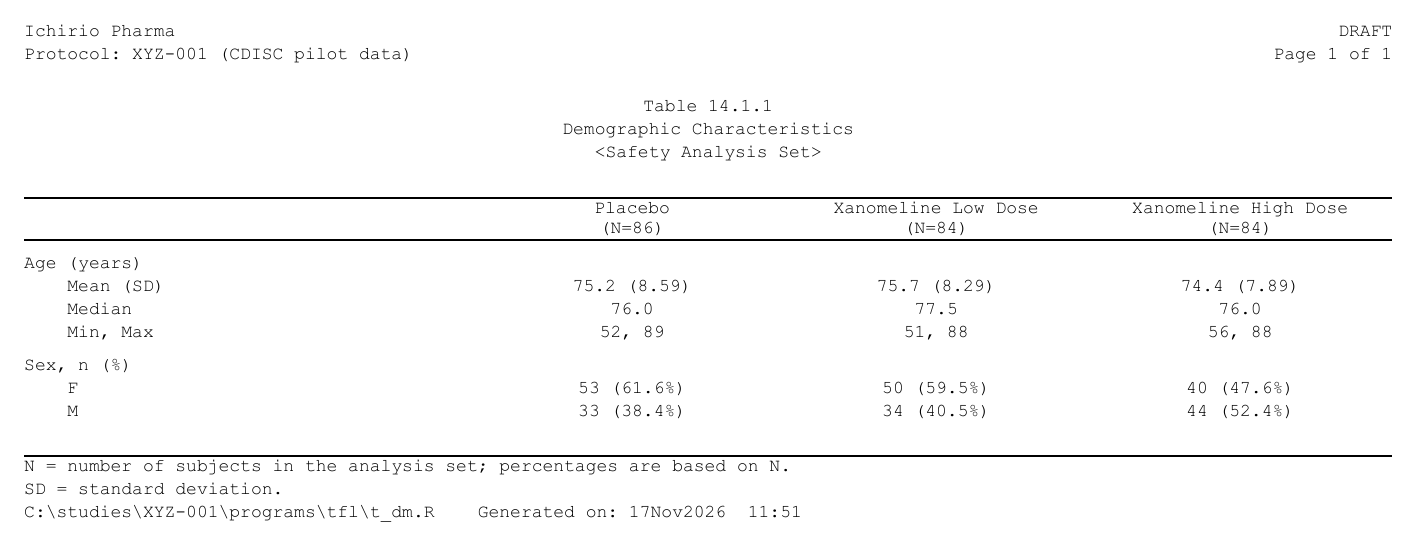 Ichirio Pharma DRAFT
Protocol: XYZ-001 (CDISC pilot data) Page 1 of 1
Table 14.1.1
Demographic Characteristics
<Safety Analysis Set>
Placebo Xanomeline Low Dose Xanomeline High Dose
(N=86) (N=84) (N=84)
Age (years)
Mean (SD) 75.2 (8.59) 75.7 (8.29) 74.4 (7.89)
Median 76.0 77.5 76.0
Min, Max 52, 89 51, 88 56, 88
Sex, n (%)
F 53 (61.6%) 50 (59.5%) 40 (47.6%)
M 33 (38.4%) 34 (40.5%) 44 (52.4%)
N = number of subjects in the analysis set; percentages are based on N.
SD = standard deviation.
C:\studies\XYZ-001\programs\tfl\t_dm.R Generated on: 17Nov2026 11:51